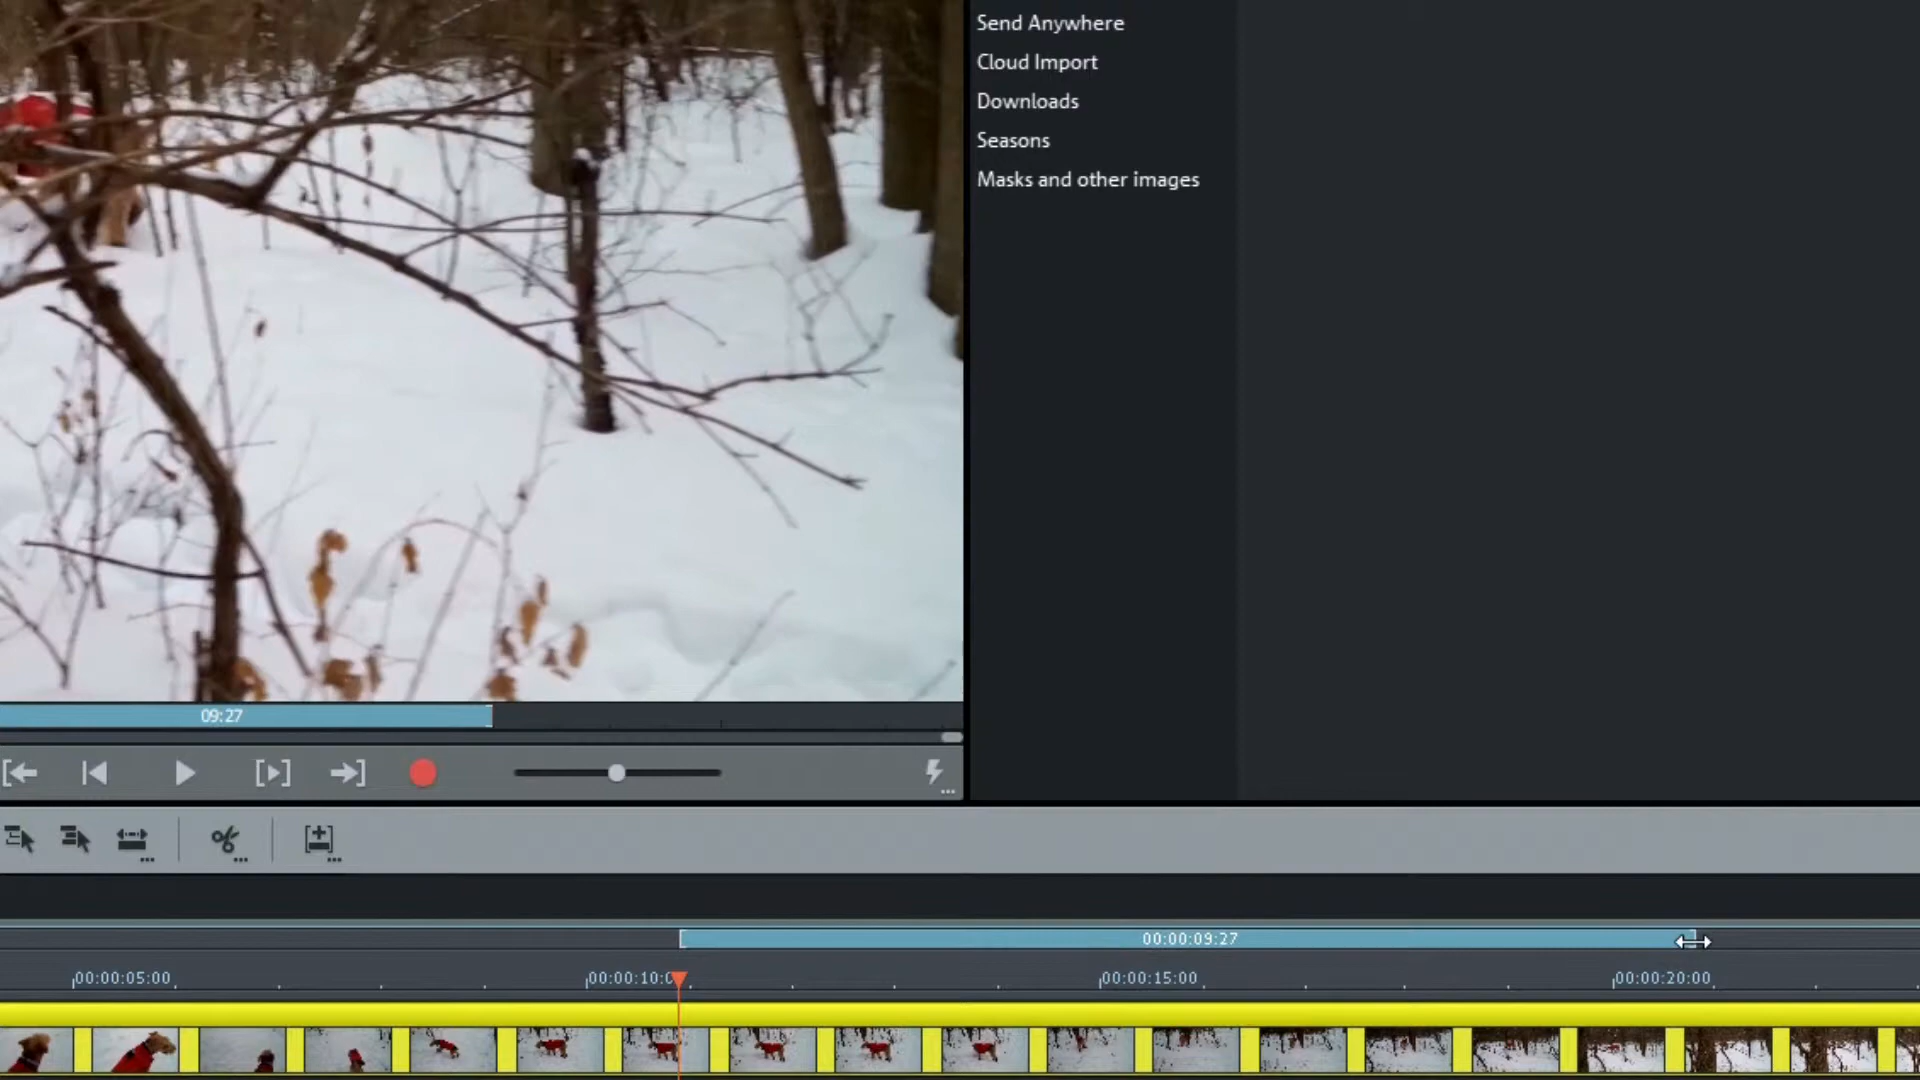 Send Anywhere
Cloud Import
Downloads
Seasons
Masks and other images
09:27
00:00:09:27
00:00:05:00
00:00:10:0
00:00:15:00
00:00:20:00